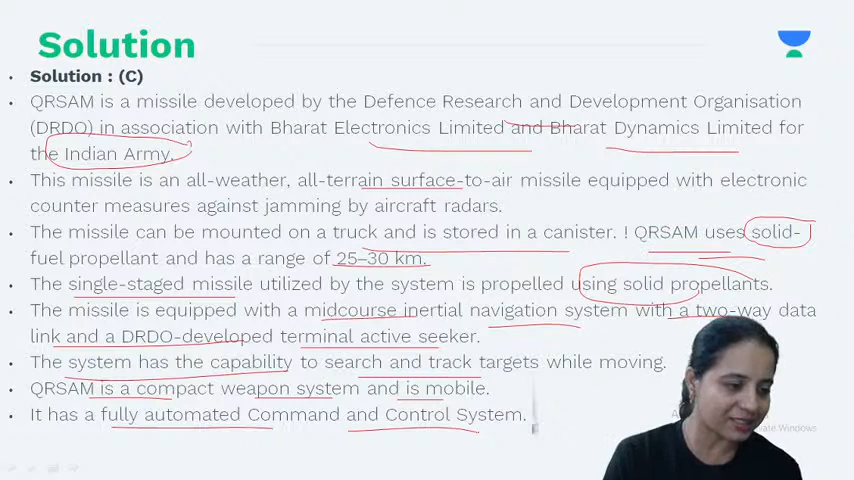 Solution
• Solution : (C)
• QRSAM is a missile developed by the Defence Research and Development Organisation
(DRDO) in association with Bharat Electronics Limited and Bharat Dynamics Limited for
the Indian Army.
• This missile is an all-weather, all-terrain surface-to-air missile equipped with electronic
counter measures against jamming by aircraft radars.
• The missile can be mounted on a truck and is stored in a canister. ! QRSAM uses solid-
fuel propellant and has a range of 25–30 km.
• The single-staged missile utilized by the system is propelled using solid propellants.
• The missile is equipped with a midcourse inertial navigation system with a two-way data
link and a DRDO-developed terminal active seeker.
• The system has the capability to search and track targets while moving.
• QRSAM is a compact weapon system and is mobile.
• It has a fully automated Command and Control System.
Windows